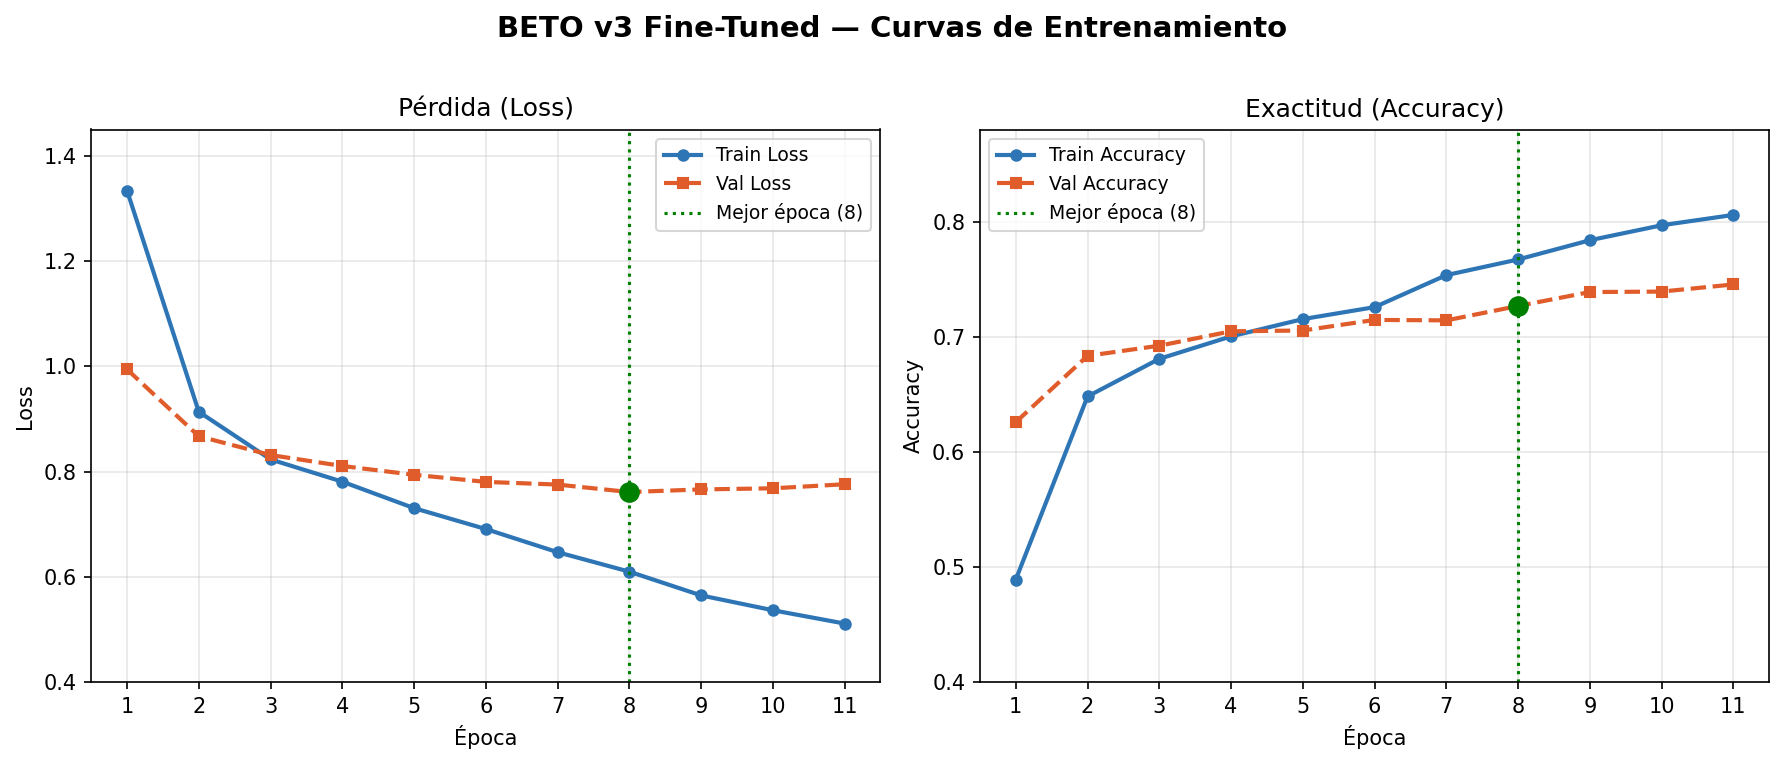 BETO v3 Fine-Tuned — Curvas de Entrenamiento
Pérdida (Loss)
Train Loss
Val Loss
Mejor época (8)
1.4
1.2
1.0
0.8
0.6
0.4
Loss
1 2 3 4 5 6 7 8 9 10 11
Época
Exactitud (Accuracy)
Train Accuracy
Val Accuracy
Mejor época (8)
0.8
0.7
0.6
0.5
0.4
Accuracy
1 2 3 4 5 6 7 8 9 10 11
Época